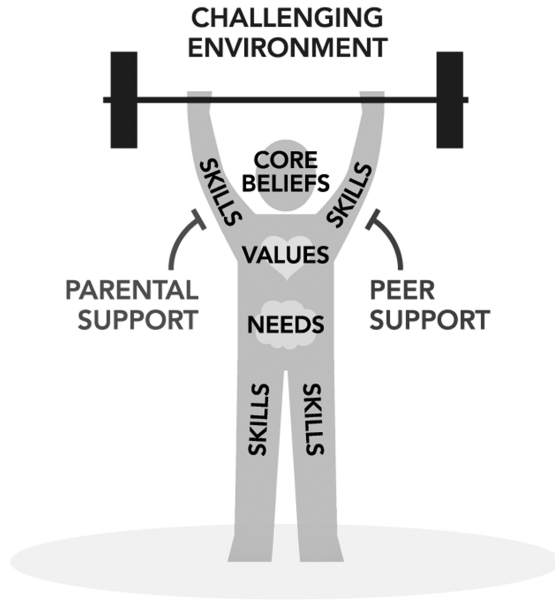 CHALLENGING
ENVIRONMENT
CORE
BELIEFS
SKILLS
SKILLS
VALUES
PARENTAL
SUPPORT
PEER
SUPPORT
NEEDS
SKILLS
SKILLS